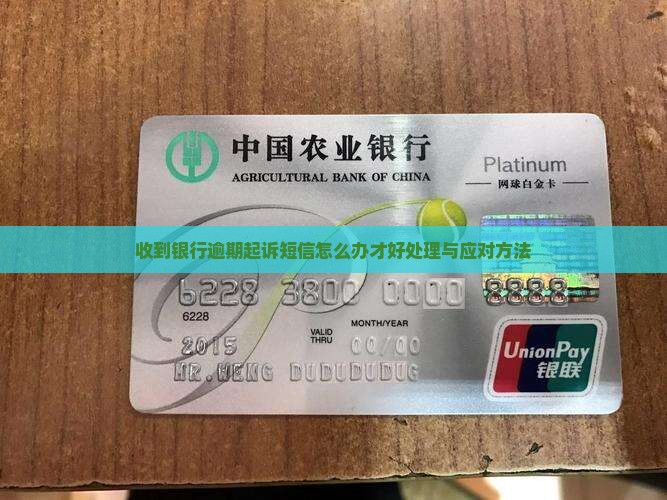 中国农业银行
AGRICULTURAL BANK OF CHINA
Platinum
网球白金卡
收到银行逾期起诉短信怎么办才好处理与应对方法
6228 3800 0000 8888
6228
MONTH/YEAR
VALID THRU
2015 00/00
MR.WENG DUDUDUDUG
UnionPay
银联